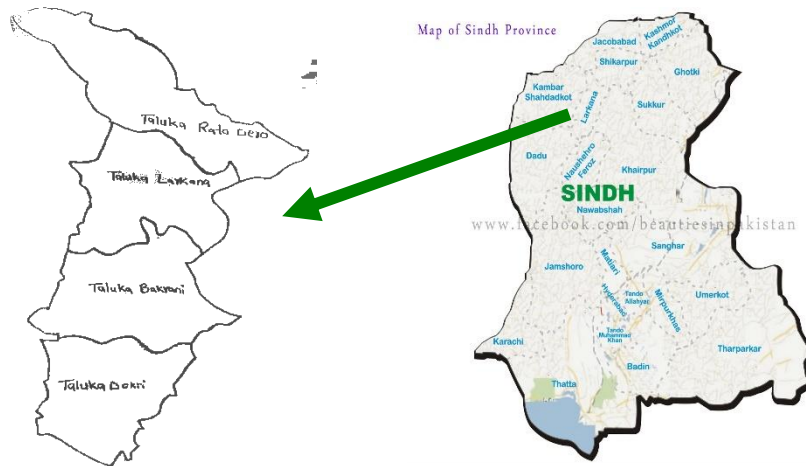 Taluka Rato Dero
Taluka Larkana
Taluka Bakrani
Taluka Dokri
Map of Sindh Province
Jacobabad
Kashmor
Kandhkot
Shikarpur
Ghotki
Kambar
Shahdadkot
Larkana
Sukkur
Dadu
Naushehro
Feroz
Khairpur
SINDH
Nawabshah
www.facebook.com/beautiesinpakistan
Sanghar
Matiari
Jamshoro
Hyderabad
Tando
Allahyar
Mirpurkhas
Umerkot
Tando
Muhammad
Khan
Karachi
Tharparkar
Badin
Thatta